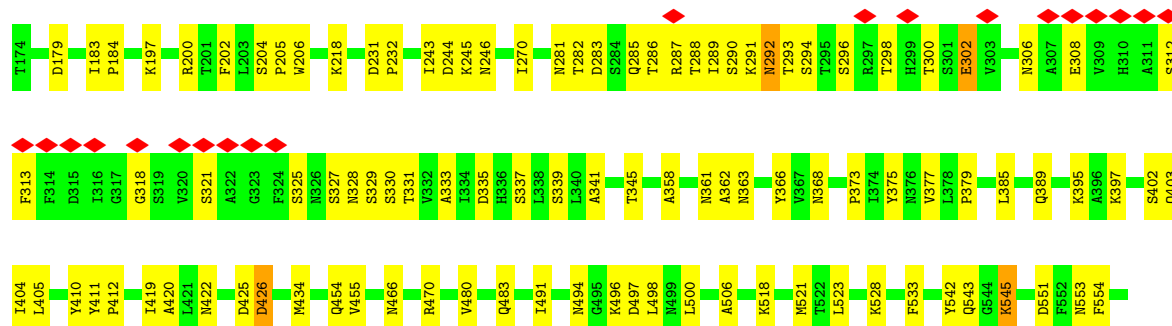 T174 D179 I183 P184 K197 R200 T201 F202 L203 S204 P205 W206 K218 D231 P232 I243 D244 K245 N246 I270 N281 T282 D283 S284 Q285 T286 R287 T288 I289 S290 K291 N292 T293 S294 T295 S296 R297 T298 H299 T300 S301 E302 V303 N306 A307 E308 V309 H310 A311 S312
F313 F314 D315 I316 G317 G318 S319 V320 S321 A322 G323 F324 S325 N326 S327 N328 S329 S330 T331 V332 A333 I334 D335 H336 S337 L338 S339 L340 A341 T345 A358 N361 A362 N363 Y366 V367 N368 P373 I374 Y375 N376 V377 L378 P379 L385 Q389 K395 A396 K397 S402
I404 L405 Y410 Y411 P412 I419 A420 L421 N422 D425 D426 M434 Q454 V455 N466 R470 V480 Q483 I491 N494 G495 K496 D497 L498 N499 L500 A506 K518 M521 T522 L523 K528 F533 Y542 Q543 G544 K545 D551 F552 N553 F554